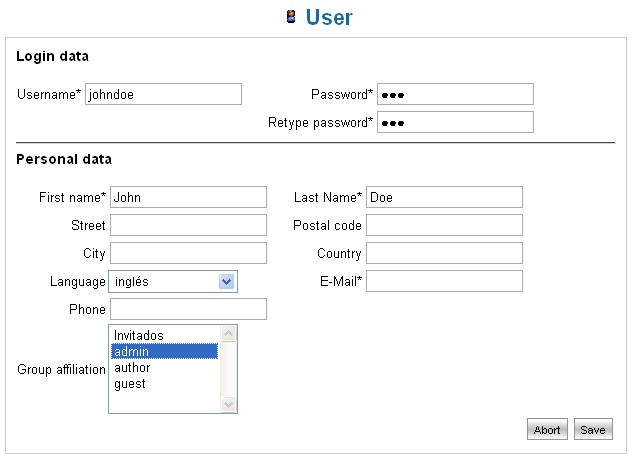 User
Login data
Username* johndoe Password* ●●●
Retype password* ●●●
Personal data
First name* John Last Name* Doe
Street Postal code
City Country
Language inglés E-Mail*
Phone
Invitados
admin
Group affiliation author
guest
Abort Save